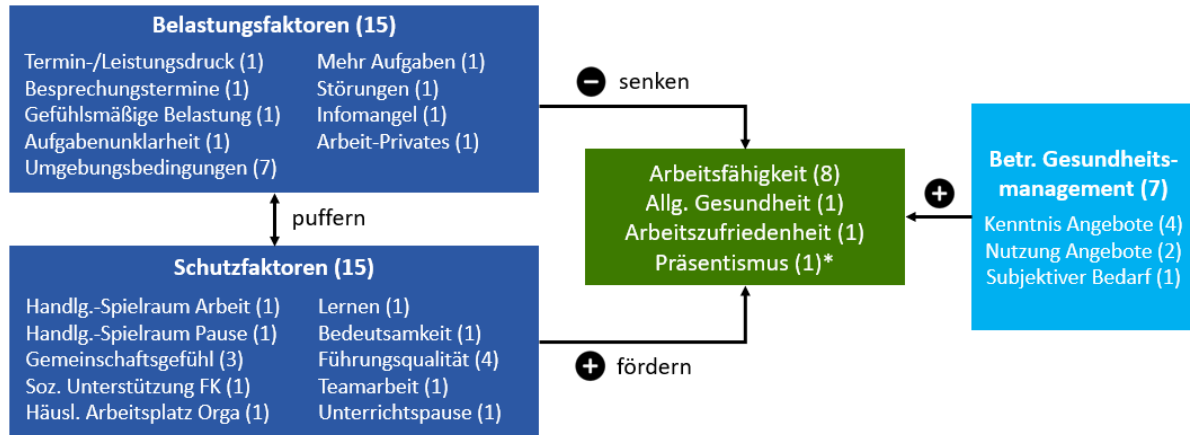 Belastungsfaktoren (15)
Termin-/Leistungsdruck (1)
Besprechungstermine (1)
Gefühlsmäßige Belastung (1)
Aufgabenunklarheit (1)
Umgebungsbedingungen (7)
Mehr Aufgaben (1)
Störungen (1)
Infomangel (1)
Arbeit-Privates (1)
senken
puffern
Schutzfaktoren (15)
Handlg.-Spielraum Arbeit (1)
Handlg.-Spielraum Pause (1)
Gemeinschaftsgefühl (3)
Soz. Unterstützung FK (1)
Häusl. Arbeitsplatz Orga (1)
Lernen (1)
Bedeutsamkeit (1)
Führungsqualität (4)
Teamarbeit (1)
Unterrichtspause (1)
fördern
Arbeitsfähigkeit (8)
Allg. Gesundheit (1)
Arbeitszufriedenheit (1)
Präsentismus (1)*
Betr. Gesundheits-
management (7)
Kenntnis Angebote (4)
Nutzung Angebote (2)
Subjektiver Bedarf (1)